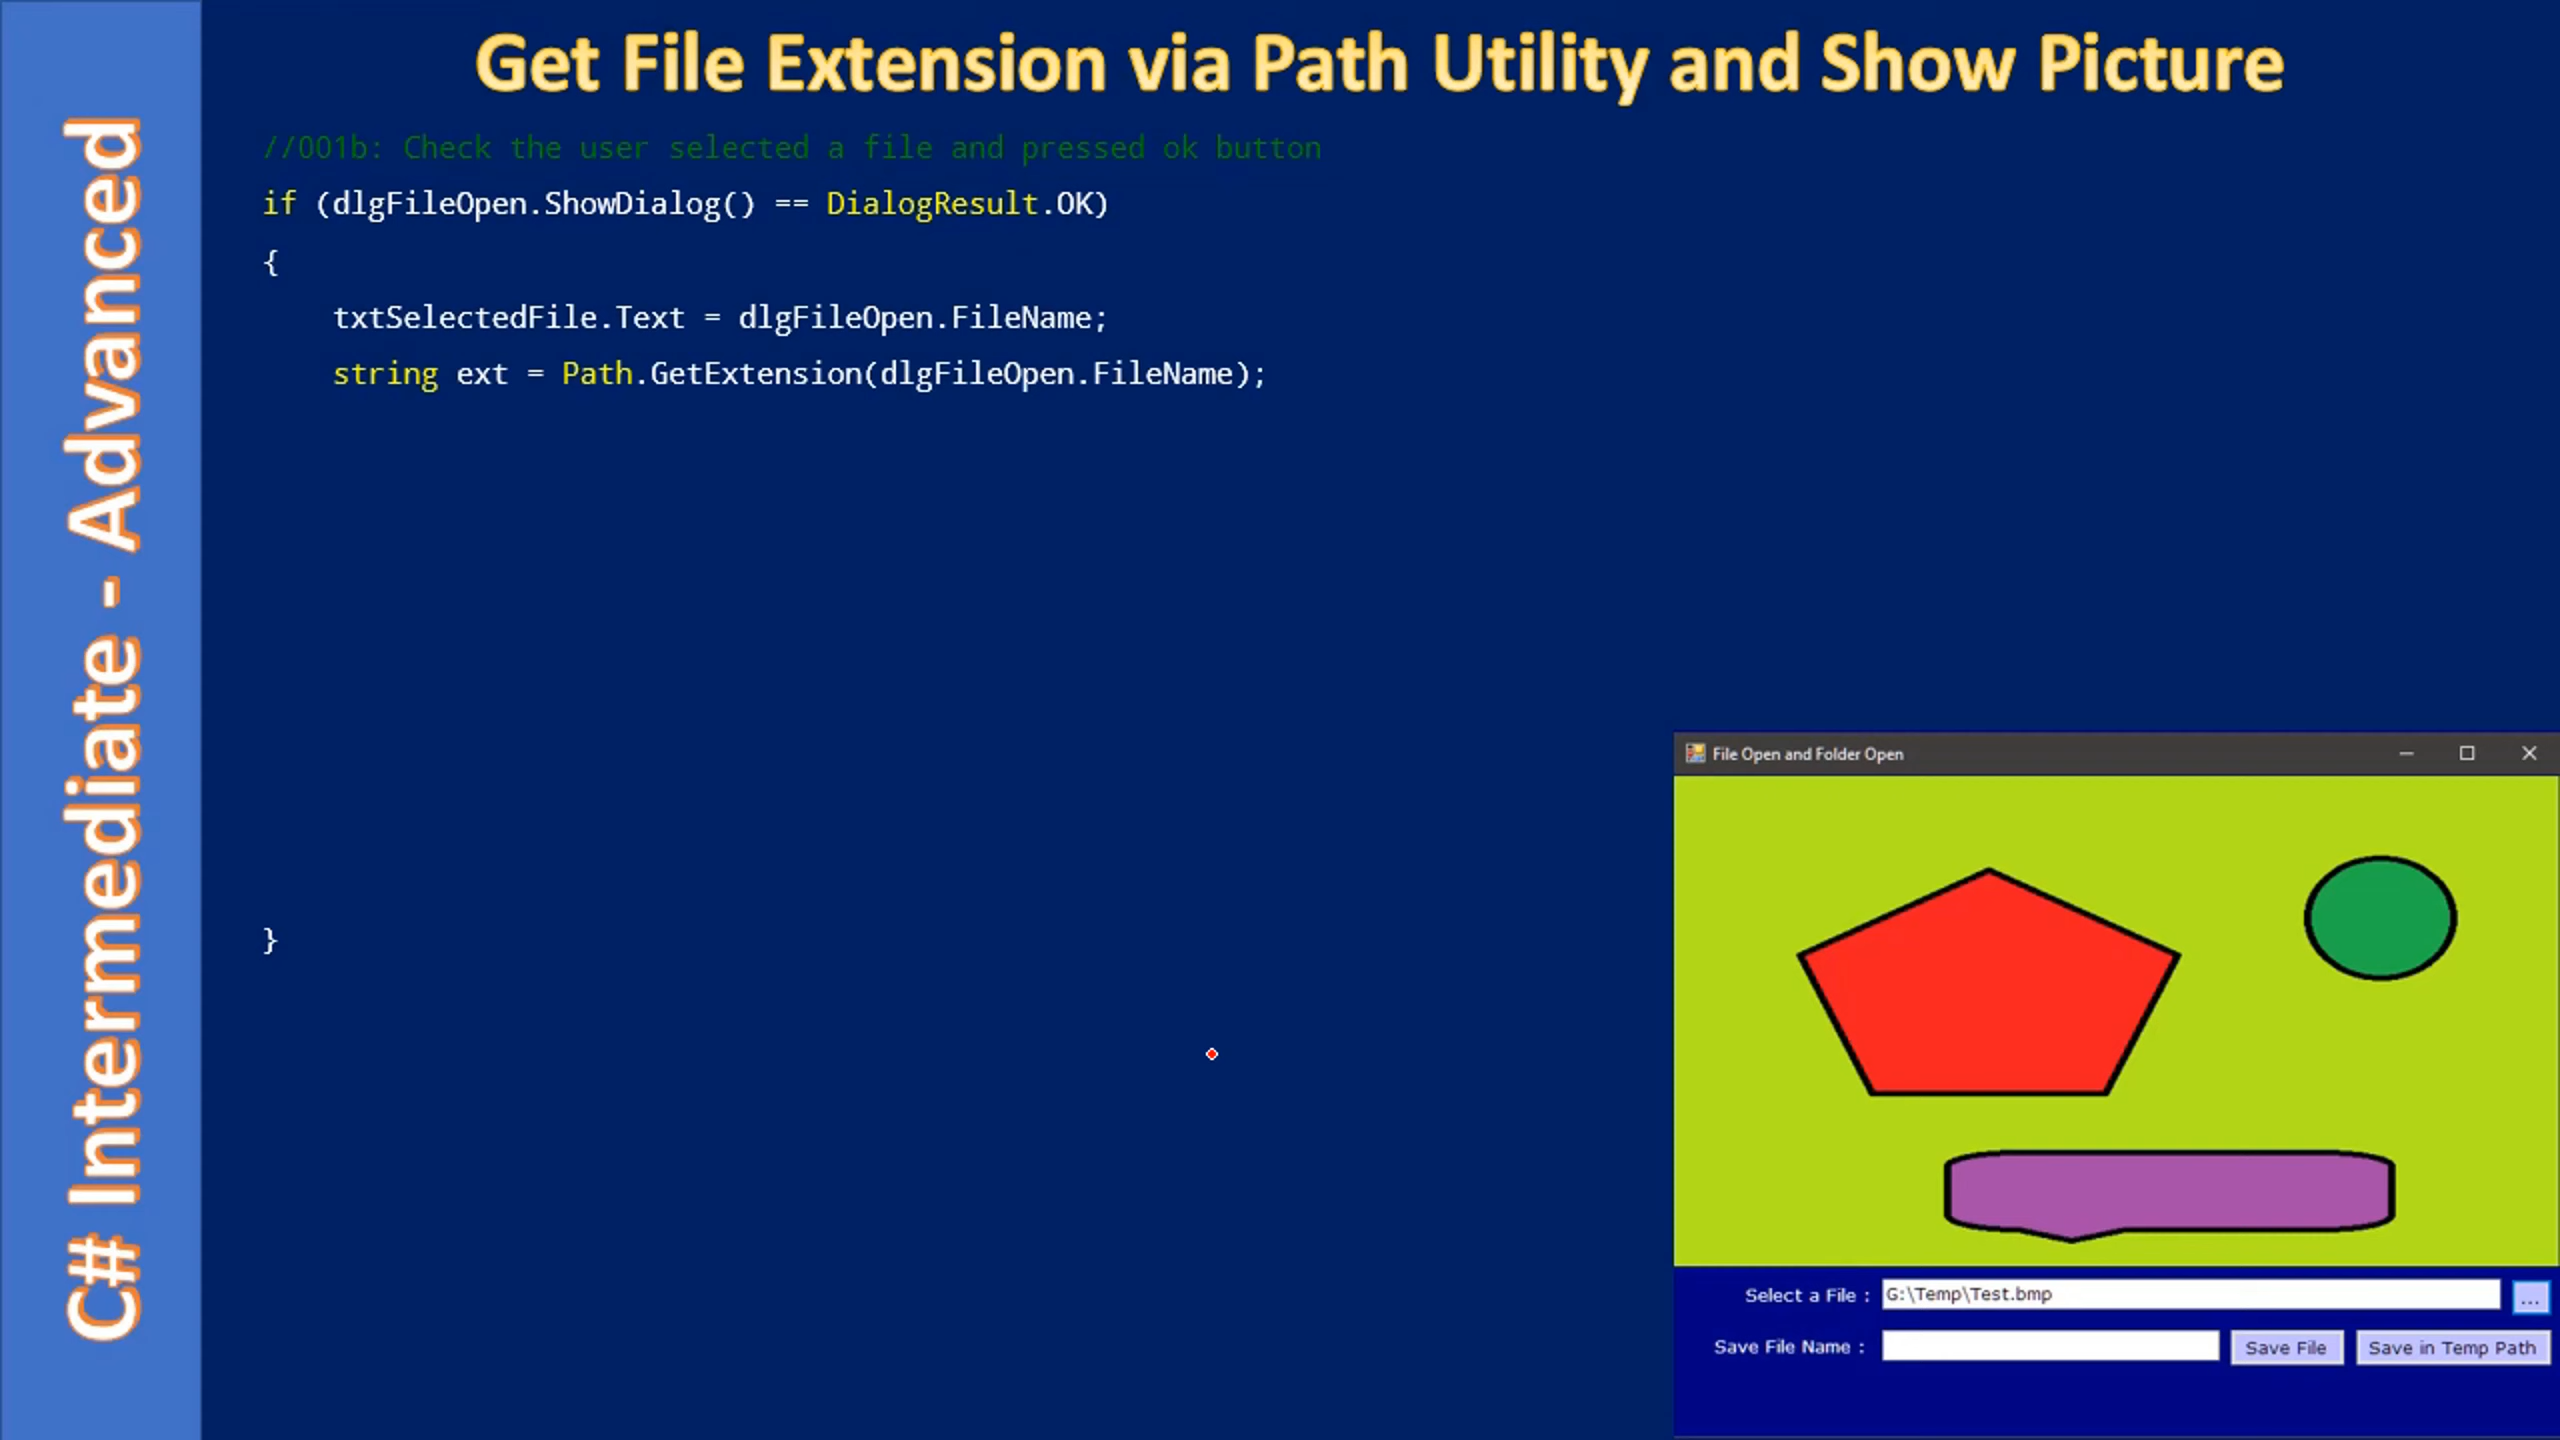 C# Intermediate - Advanced
Get File Extension via Path Utility and Show Picture
//001b: Check the user selected a file and pressed ok button
if (dlgFileOpen.ShowDialog() == DialogResult.OK)
{
txtSelectedFile.Text = dlgFileOpen.FileName;
string ext = Path.GetExtension(dlgFileOpen.FileName);
}
File Open and Folder Open
Select a File : G:\Temp\Test.bmp ...
Save File Name : Save File Save in Temp Path